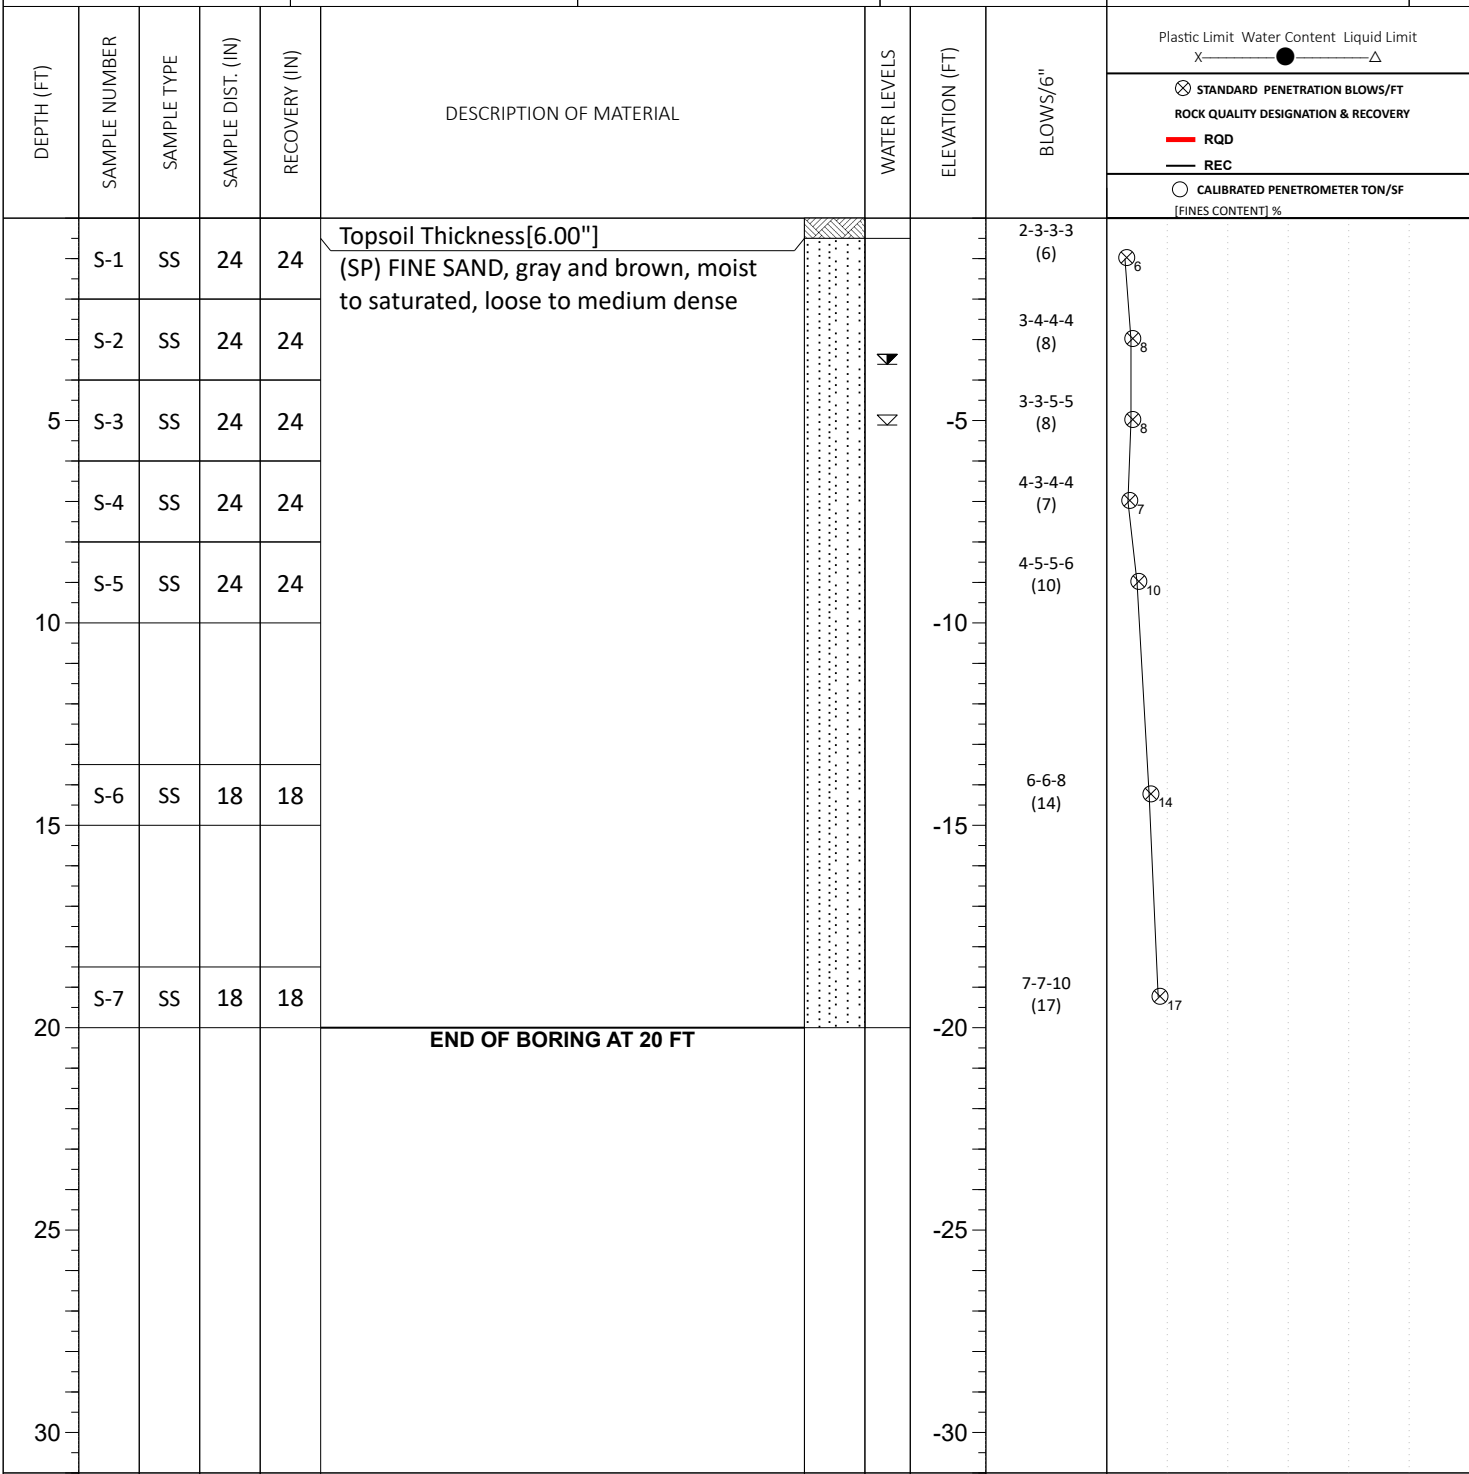 DEPTH (FT)
SAMPLE NUMBER
SAMPLE TYPE
SAMPLE DIST. (IN)
RECOVERY (IN)
DESCRIPTION OF MATERIAL
WATER LEVELS
ELEVATION (FT)
BLOWS/6"
Plastic Limit Water Content Liquid Limit
X
STANDARD PENETRATION BLOWS/FT
ROCK QUALITY DESIGNATION & RECOVERY
RQD
REC
CALIBRATED PENETROMETER TON/SF
[FINES CONTENT] %
Topsoil Thickness[6.00"]
(SP) FINE SAND, gray and brown, moist
to saturated, loose to medium dense
S-1 SS 24 24
2-3-3-3
(6)
6
S-2 SS 24 24
3-4-4-4
(8)
8
5 S-3 SS 24 24 -5
3-3-5-5
(8)
8
S-4 SS 24 24
4-3-4-4
(7)
7
S-5 SS 24 24
4-5-5-6
(10)
10
10 -10
S-6 SS 18 18
6-6-8
(14)
14
15 -15
S-7 SS 18 18
7-7-10
(17)
17
20 -20
END OF BORING AT 20 FT
25 -25
30 -30